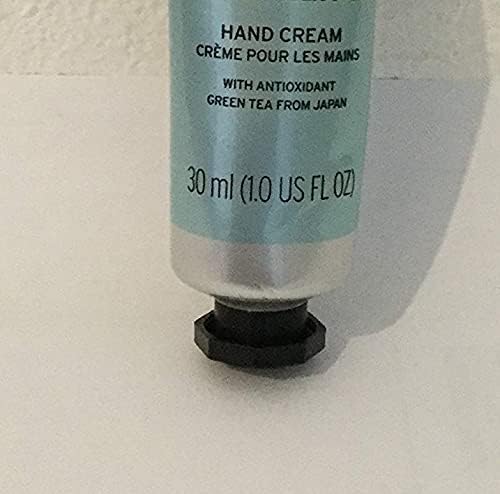 HAND CREAM
CRÈME POUR LES MAINS
WITH ANTIOXIDANT
GREEN TEA FROM JAPAN
30 ml (1.0 US FL OZ)